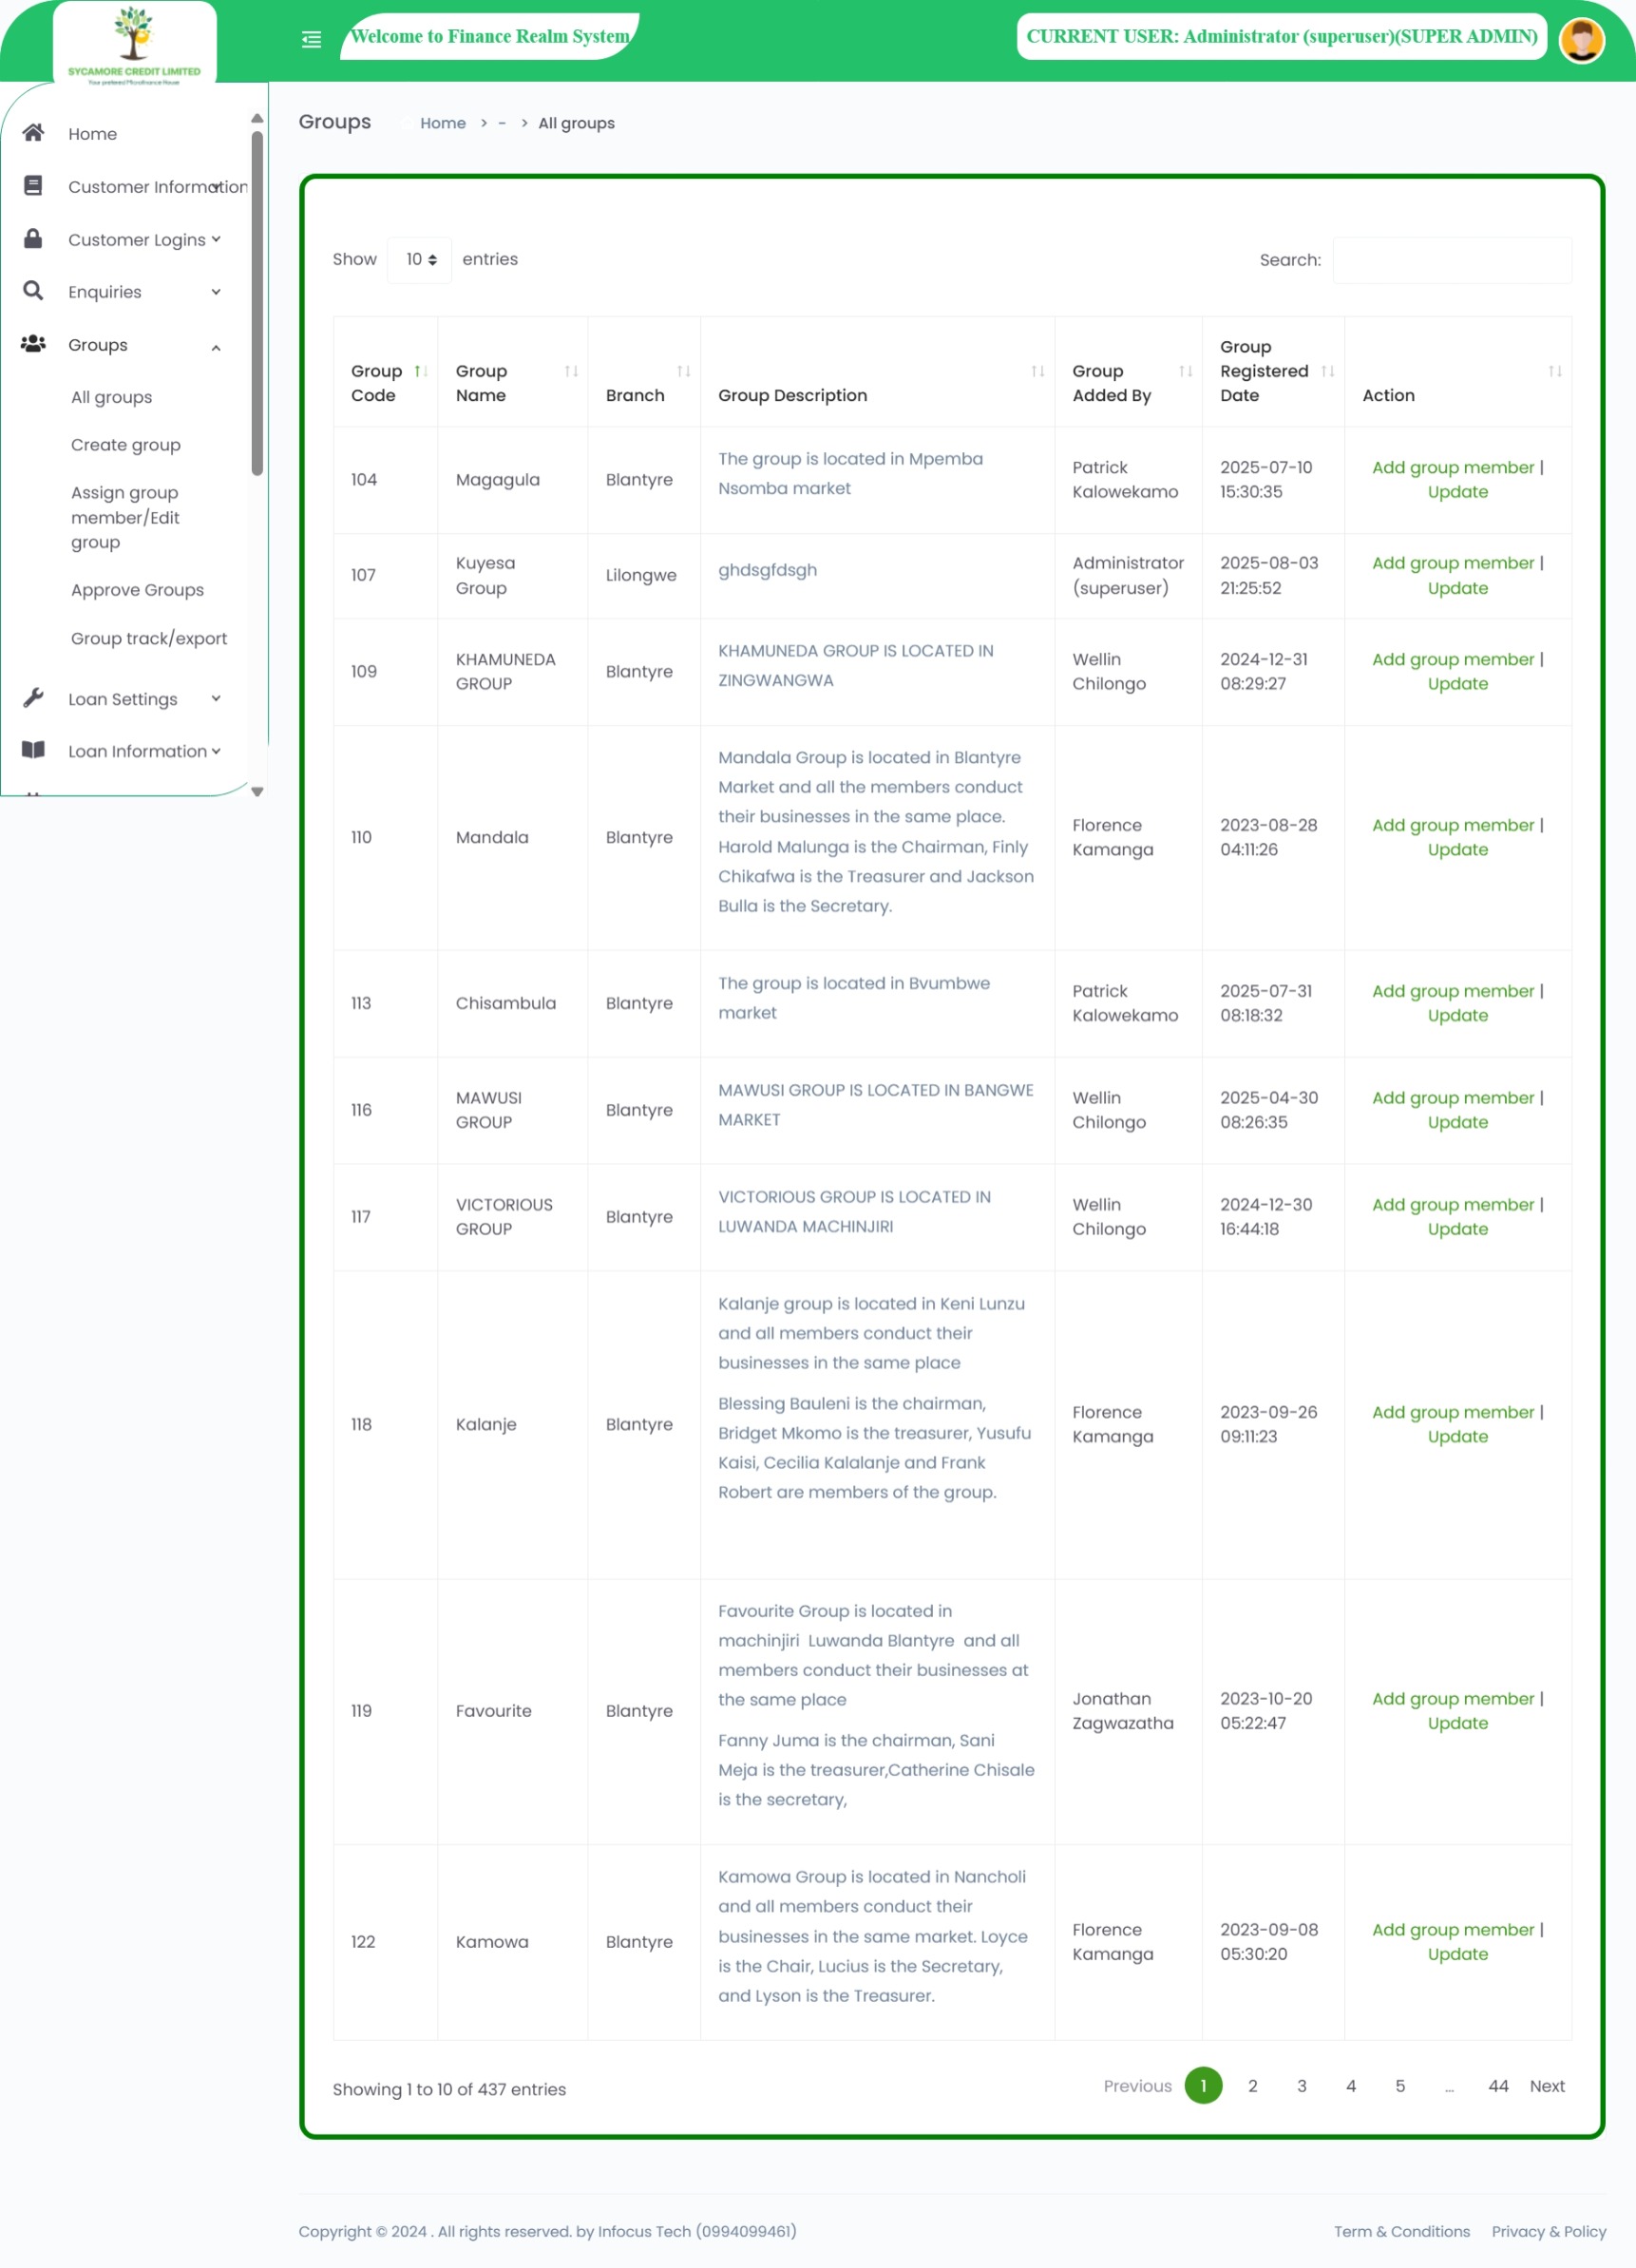 SYCAMORE CREDIT LIMITED
Welcome to Finance Realm System
CURRENT USER: Administrator (superuser)(SUPER ADMIN)
Home
Customer Information
Customer Logins
Enquiries
Groups
All groups
Create group
Assign group
member/Edit
group
Approve Groups
Group track/export
Loan Settings
Loan Information
Groups
Home > - > All groups
Show 10 entries
Search:
Group
Code
Group
Name
Branch
Group Description
Group
Added By
Group
Registered
Date
Action
104
Magagula
Blantyre
The group is located in Mpemba
Nsomba market
Patrick
Kalowekamo
2025-07-10
15:30:35
Add group member |
Update
107
Kuyesa
Group
Lilongwe
ghdsgfdsgh
Administrator
(superuser)
2025-08-03
21:25:52
Add group member |
Update
109
KHAMUNEDA
GROUP
Blantyre
KHAMUNEDA GROUP IS LOCATED IN
ZINGWANGWA
Wellin
Chilongo
2024-12-31
08:29:27
Add group member |
Update
110
Mandala
Blantyre
Mandala Group is located in Blantyre
Market and all the members conduct
their businesses in the same place.
Harold Malunga is the Chairman, Finly
Chikafwa is the Treasurer and Jackson
Bulla is the Secretary.
Florence
Kamanga
2023-08-28
04:11:26
Add group member |
Update
113
Chisambula
Blantyre
The group is located in Bvumbwe
market
Patrick
Kalowekamo
2025-07-31
08:18:32
Add group member |
Update
116
MAWUSI
GROUP
Blantyre
MAWUSI GROUP IS LOCATED IN BANGWE
MARKET
Wellin
Chilongo
2025-04-30
08:26:35
Add group member |
Update
117
VICTORIOUS
GROUP
Blantyre
VICTORIOUS GROUP IS LOCATED IN
LUWANDA MACHINJIRI
Wellin
Chilongo
2024-12-30
16:44:18
Add group member |
Update
118
Kalanje
Blantyre
Kalanje group is located in Keni Lunzu
and all members conduct their
businesses in the same place
Blessing Bauleni is the chairman,
Bridget Mkomo is the treasurer, Yusufu
Kaisi, Cecilia Kalalanje and Frank
Robert are members of the group.
Florence
Kamanga
2023-09-26
09:11:23
Add group member |
Update
119
Favourite
Blantyre
Favourite Group is located in
machinjiri  Luwanda Blantyre  and all
members conduct their businesses at
the same place
Fanny Juma is the chairman, Sani
Meja is the treasurer,Catherine Chisale
is the secretary,
Jonathan
Zagwazatha
2023-10-20
05:22:47
Add group member |
Update
122
Kamowa
Blantyre
Kamowa Group is located in Nancholi
and all members conduct their
businesses in the same market. Loyce
is the Chair, Lucius is the Secretary,
and Lyson is the Treasurer.
Florence
Kamanga
2023-09-08
05:30:20
Add group member |
Update
Showing 1 to 10 of 437 entries
Previous 1 2 3 4 5 … 44 Next
Copyright © 2024 . All rights reserved. by Infocus Tech (0994099461)
Term & Conditions Privacy & Policy